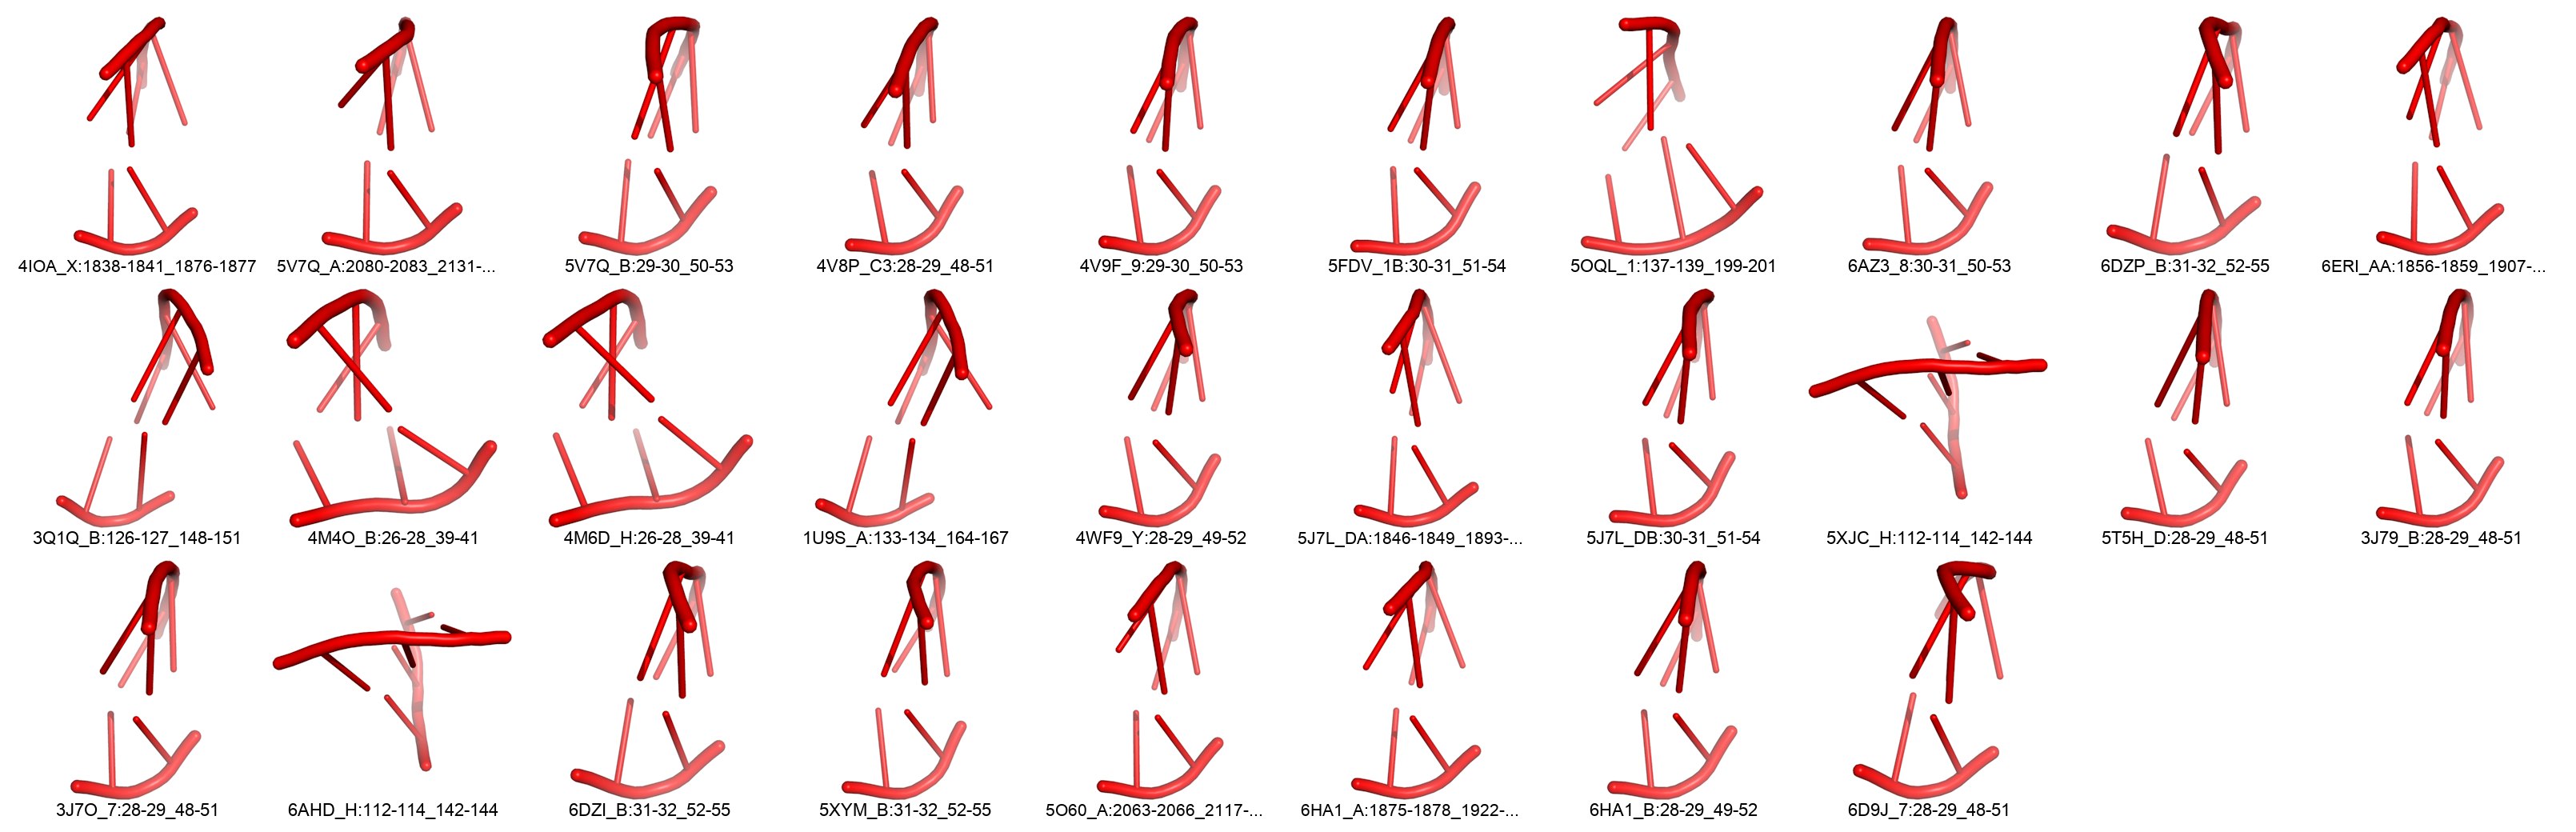 4IOA_X:1838-1841_1876-1877
5V7Q_A:2080-2083_2131-...
5V7Q_B:29-30_50-53
4V8P_C3:28-29_48-51
4V9F_9:29-30_50-53
5FDV_1B:30-31_51-54
5OQL_1:137-139_199-201
6AZ3_8:30-31_50-53
6DZP_B:31-32_52-55
6ERI_AA:1856-1859_1907-...
3Q1Q_B:126-127_148-151
4M4O_B:26-28_39-41
4M6D_H:26-28_39-41
1U9S_A:133-134_164-167
4WF9_Y:28-29_49-52
5J7L_DA:1846-1849_1893-...
5J7L_DB:30-31_51-54
5XJC_H:112-114_142-144
5T5H_D:28-29_48-51
3J79_B:28-29_48-51
3J7O_7:28-29_48-51
6AHD_H:112-114_142-144
6DZI_B:31-32_52-55
5XYM_B:31-32_52-55
5O60_A:2063-2066_2117-...
6HA1_A:1875-1878_1922-...
6HA1_B:28-29_49-52
6D9J_7:28-29_48-51